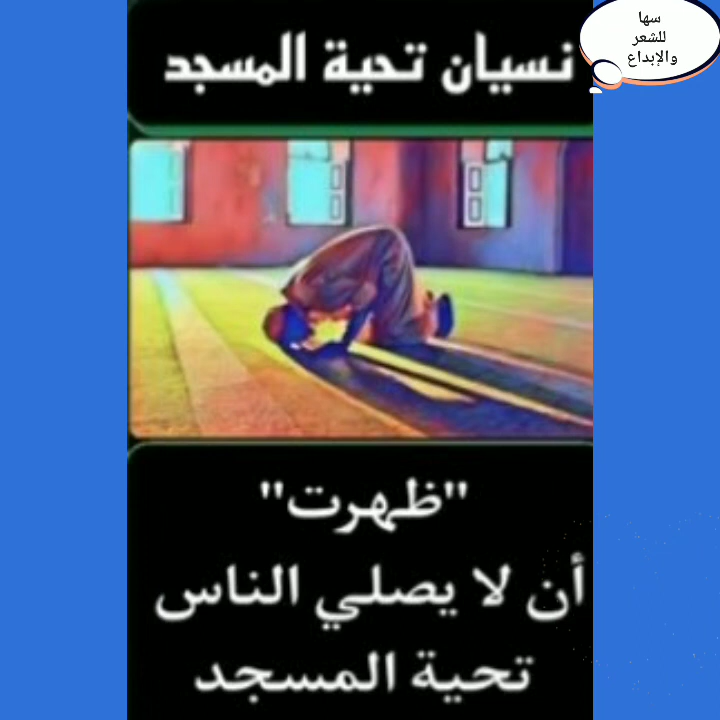 سها
للشعر
والإبداع
نسيان تحية المسجد
"ظهرت"
أن لا يصلي الناس
تحية المسجد